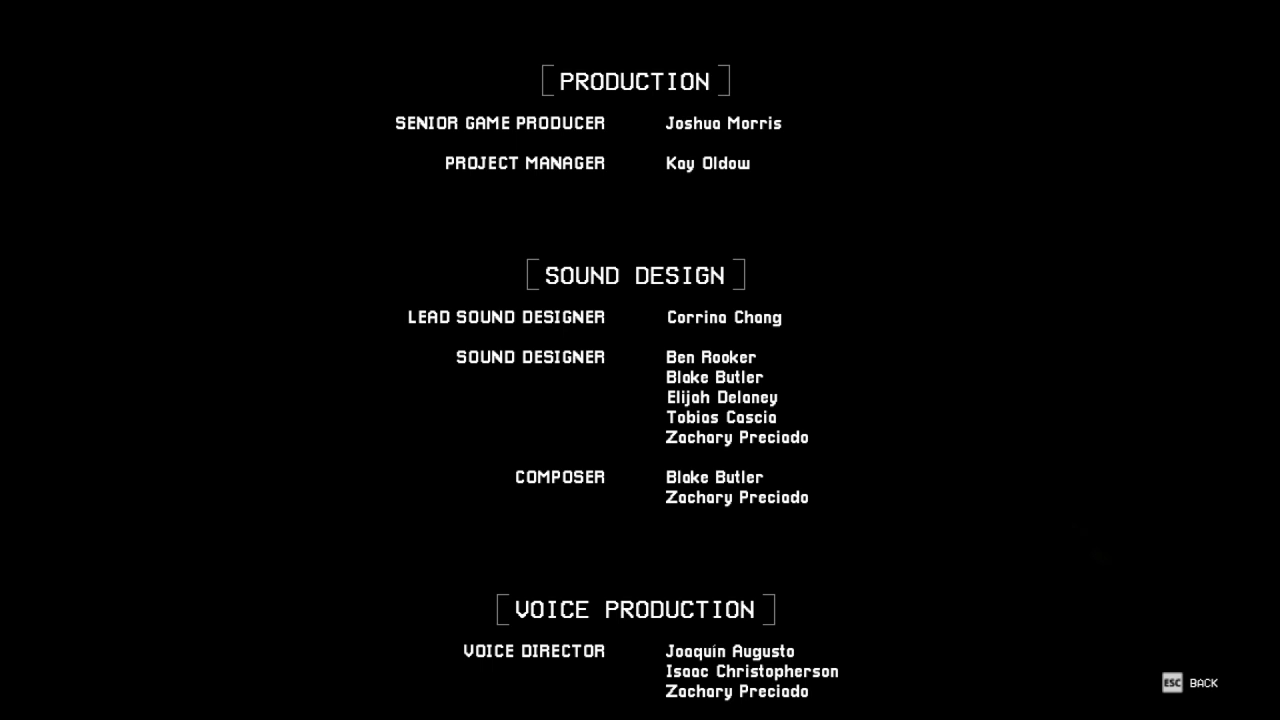 PRODUCTION
SENIOR GAME PRODUCER Joshua Morris
PROJECT MANAGER Kay Oldow
SOUND DESIGN
LEAD SOUND DESIGNER Corrina Chang
SOUND DESIGNER Ben Rooker
Blake Butler
Elijah Delaney
Tobias Cascia
Zachary Preciado
COMPOSER Blake Butler
Zachary Preciado
VOICE PRODUCTION
VOICE DIRECTOR Joaquín Augusto
Isaac Christopherson
Zachary Preciado
ESC BACK